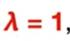 λ = 1,